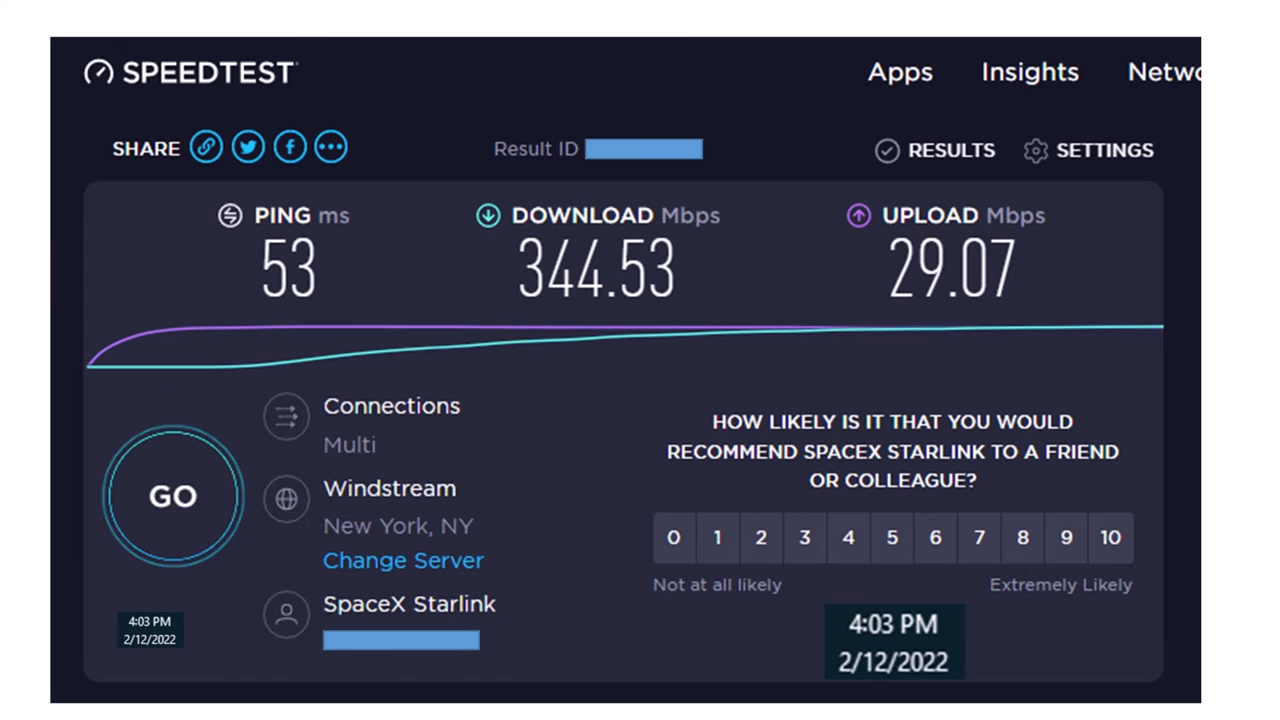 SPEEDTEST
Apps Insights Netwo
SHARE
Result ID
RESULTS SETTINGS
PING ms
53
DOWNLOAD Mbps
344.53
UPLOAD Mbps
29.07
GO
Connections
Multi
Windstream
New York, NY
Change Server
SpaceX Starlink
HOW LIKELY IS IT THAT YOU WOULD
RECOMMEND SPACEX STARLINK TO A FRIEND
OR COLLEAGUE?
0 1 2 3 4 5 6 7 8 9 10
Not at all likely Extremely Likely
4:03 PM
2/12/2022
4:03 PM
2/12/2022